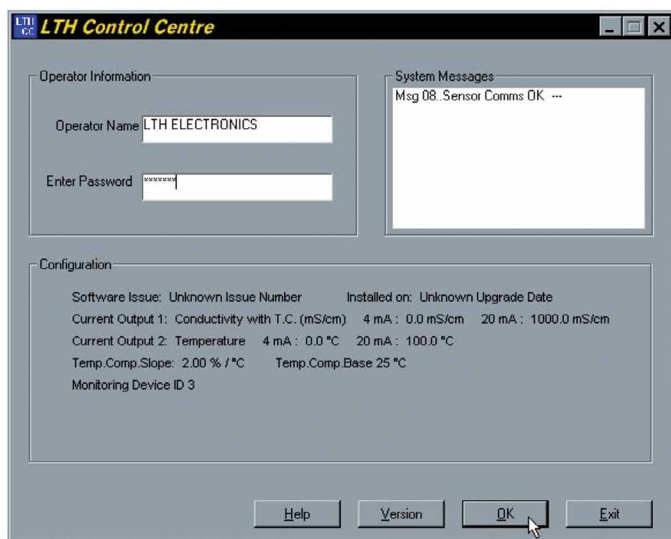 LTH CC LTH Control Centre
Operator Information
Operator Name LTH ELECTRONICS
Enter Password *******
System Messages
Msg 08..Sensor Comms OK ---
Configuration
Software Issue: Unknown Issue Number Installed on: Unknown Upgrade Date
Current Output 1: Conductivity with T.C. (mS/cm) 4 mA : 0.0 mS/cm 20 mA : 1000.0 mS/cm
Current Output 2: Temperature 4 mA : 0.0 °C 20 mA : 100.0 °C
Temp.Comp.Slope: 2.00 % / °C Temp.Comp.Base 25 °C
Monitoring Device ID 3
Help Version OK Exit